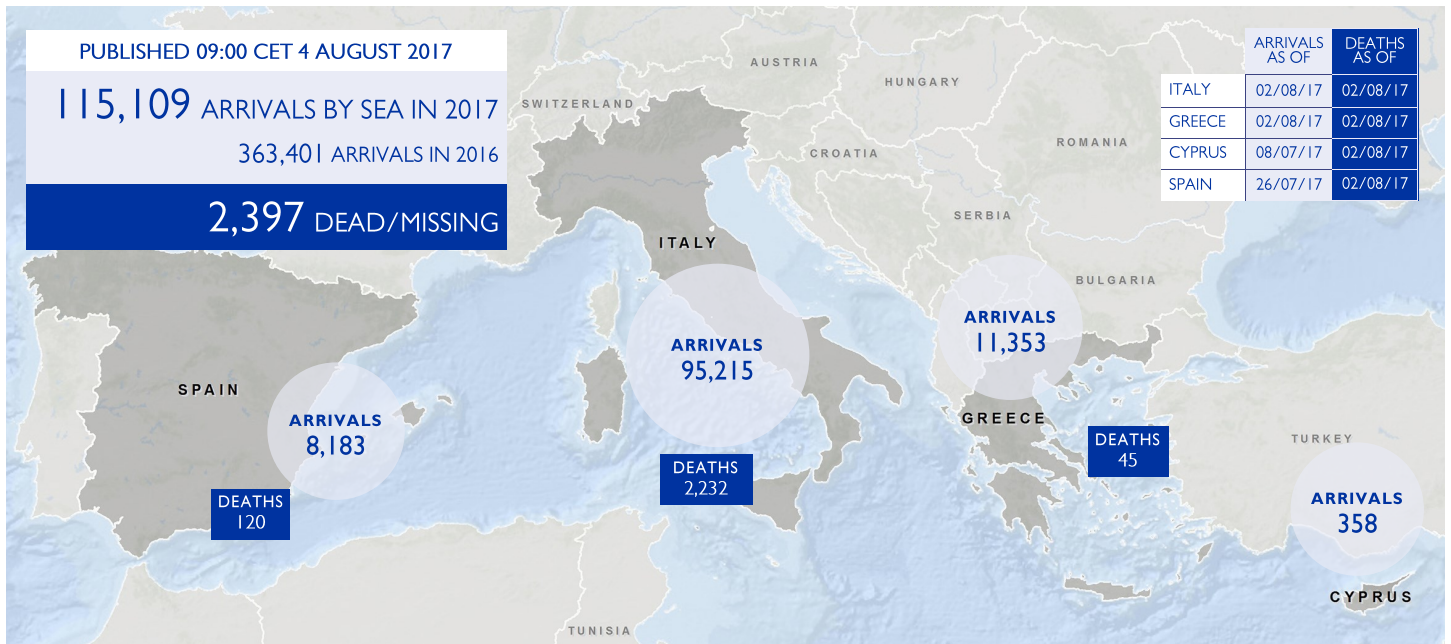 PUBLISHED 09:00 CET 4 AUGUST 2017
115,109 ARRIVALS BY SEA IN 2017
363,401 ARRIVALS IN 2016
2,397 DEAD/MISSING
ARRIVALS AS OF
DEATHS AS OF
ITALY 02/08/17 02/08/17
GREECE 02/08/17 02/08/17
CYPRUS 08/07/17 02/08/17
SPAIN 26/07/17 02/08/17
AUSTRIA
HUNGARY
SWITZERLAND
ROMANIA
CROATIA
SERBIA
ITALY
BULGARIA
ARRIVALS
11,353
ARRIVALS
95,215
SPAIN
ARRIVALS
8,183
GREECE
DEATHS
45
TURKEY
DEATHS
2,232
DEATHS
120
ARRIVALS
358
CYPRUS
TUNISIA